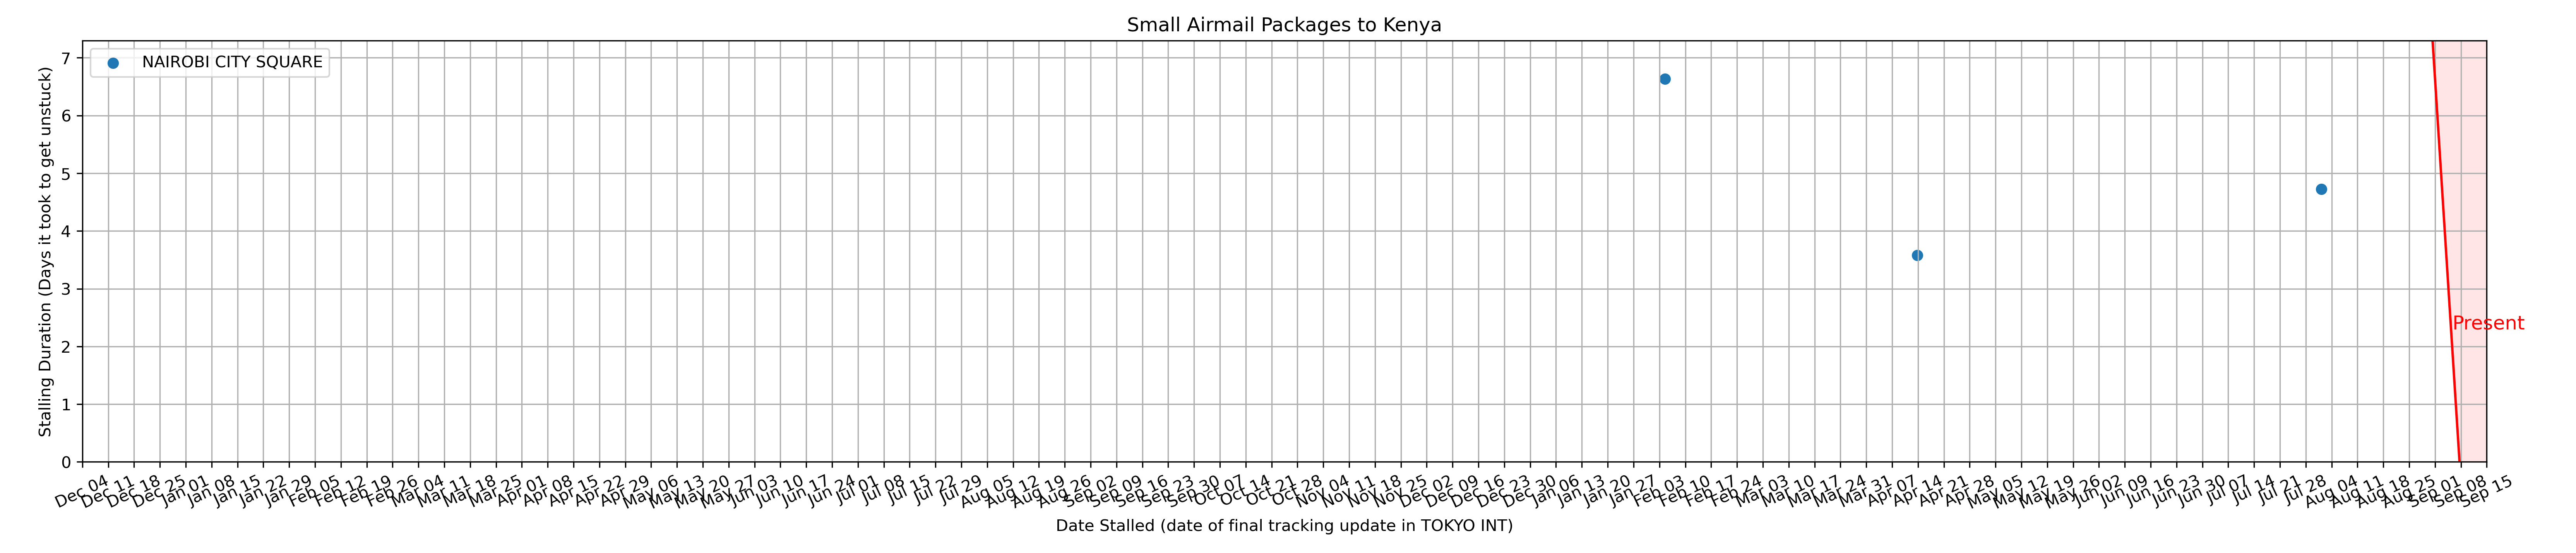 Small Airmail Packages to Kenya
NAIROBI CITY SQUARE
7
6
5
4
3
2
1
0
Stalling Duration (Days it took to get unstuck)
Present
Dec 04
Dec 11
Dec 18
Dec 25
Jan 01
Jan 08
Jan 15
Jan 22
Jan 29
Feb 05
Feb 12
Feb 19
Feb 26
Mar 04
Mar 11
Mar 18
Mar 25
Apr 01
Apr 08
Apr 15
Apr 22
Apr 29
May 06
May 13
May 20
May 27
Jun 03
Jun 10
Jun 17
Jun 24
Jul 01
Jul 08
Jul 15
Jul 22
Jul 29
Aug 05
Aug 12
Aug 19
Aug 26
Sep 02
Sep 09
Sep 16
Sep 23
Sep 30
Oct 07
Oct 14
Oct 21
Oct 28
Nov 04
Nov 11
Nov 18
Nov 25
Dec 02
Dec 09
Dec 16
Dec 23
Dec 30
Jan 06
Jan 13
Jan 20
Jan 27
Feb 03
Feb 10
Feb 17
Feb 24
Mar 03
Mar 10
Mar 17
Mar 24
Mar 31
Apr 07
Apr 14
Apr 21
Apr 28
May 05
May 12
May 19
May 26
Jun 02
Jun 09
Jun 16
Jun 23
Jun 30
Jul 07
Jul 14
Jul 21
Jul 28
Aug 04
Aug 11
Aug 18
Aug 25
Sep 01
Sep 08
Sep 15
Date Stalled (date of final tracking update in TOKYO INT)